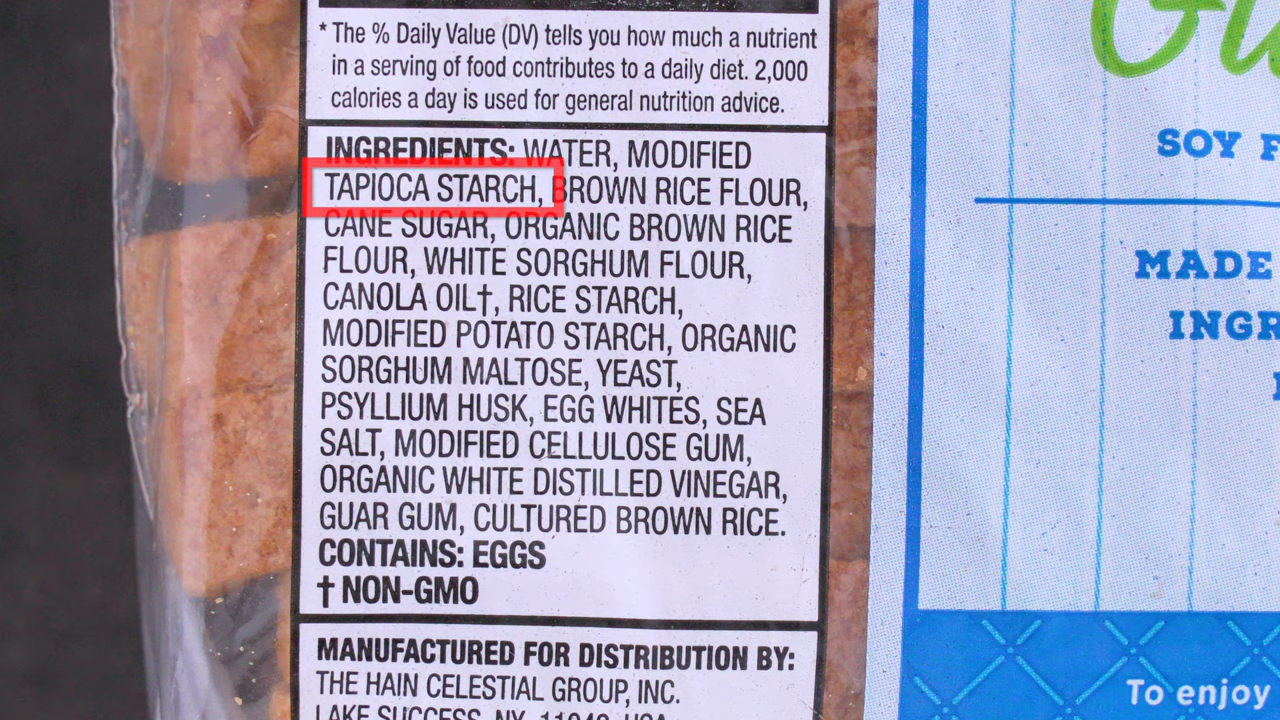 * The % Daily Value (DV) tells you how much a nutrient
in a serving of food contributes to a daily diet. 2,000
calories a day is used for general nutrition advice.
INGREDIENTS: WATER, MODIFIED
TAPIOCA STARCH, BROWN RICE FLOUR,
CANE SUGAR, ORGANIC BROWN RICE
FLOUR, WHITE SORGHUM FLOUR,
CANOLA OIL†, RICE STARCH,
MODIFIED POTATO STARCH, ORGANIC
SORGHUM MALTOSE, YEAST,
PSYLLIUM HUSK, EGG WHITES, SEA
SALT, MODIFIED CELLULOSE GUM,
ORGANIC WHITE DISTILLED VINEGAR,
GUAR GUM, CULTURED BROWN RICE.
CONTAINS: EGGS
† NON-GMO
MANUFACTURED FOR DISTRIBUTION BY:
THE HAIN CELESTIAL GROUP, INC.
LAKE SUCCESS, NY 11042, USA
SOY F
MADE
INGR
To enjoy